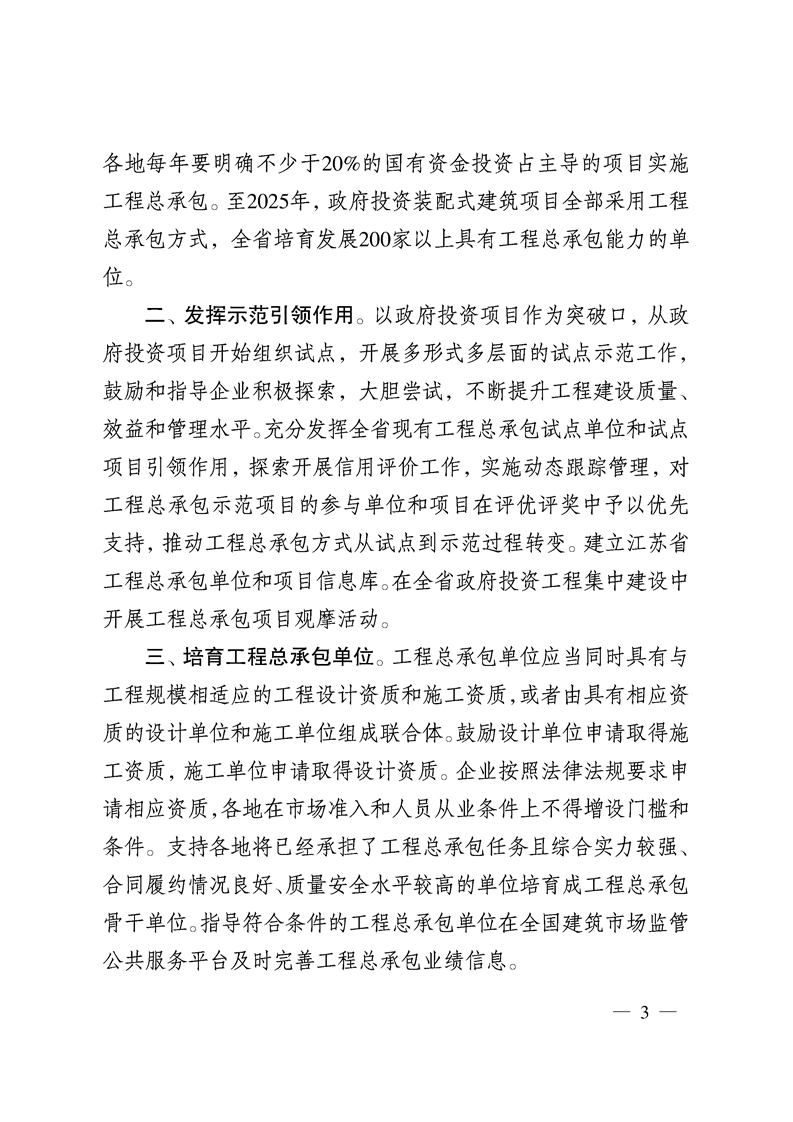 各地每年要明确不少于20%的国有资金投资占主导的项目实施
工程总承包。至2025年，政府投资装配式建筑项目全部采用工程
总承包方式，全省培育发展200家以上具有工程总承包能力的单
位。
二、发挥示范引领作用。以政府投资项目作为突破口，从政
府投资项目开始组织试点，开展多形式多层面的试点示范工作，
鼓励和指导企业积极探索，大胆尝试，不断提升工程建设质量、
效益和管理水平。充分发挥全省现有工程总承包试点单位和试点
项目引领作用，探索开展信用评价工作，实施动态跟踪管理，对
工程总承包示范项目的参与单位和项目在评优评奖中予以优先
支持，推动工程总承包方式从试点到示范过程转变。建立江苏省
工程总承包单位和项目信息库。在全省政府投资工程集中建设中
开展工程总承包项目观摩活动。
三、培育工程总承包单位。工程总承包单位应当同时具有与
工程规模相适应的工程设计资质和施工资质，或者由具有相应资
质的设计单位和施工单位组成联合体。鼓励设计单位申请取得施
工资质，施工单位申请取得设计资质。企业按照法律法规要求申
请相应资质，各地在市场准入和人员从业条件上不得增设门槛和
条件。支持各地将已经承担了工程总承包任务且综合实力较强、
合同履约情况良好、质量安全水平较高的单位培育成工程总承包
骨干单位。指导符合条件的工程总承包单位在全国建筑市场监管
公共服务平台及时完善工程总承包业绩信息。
— 3 —